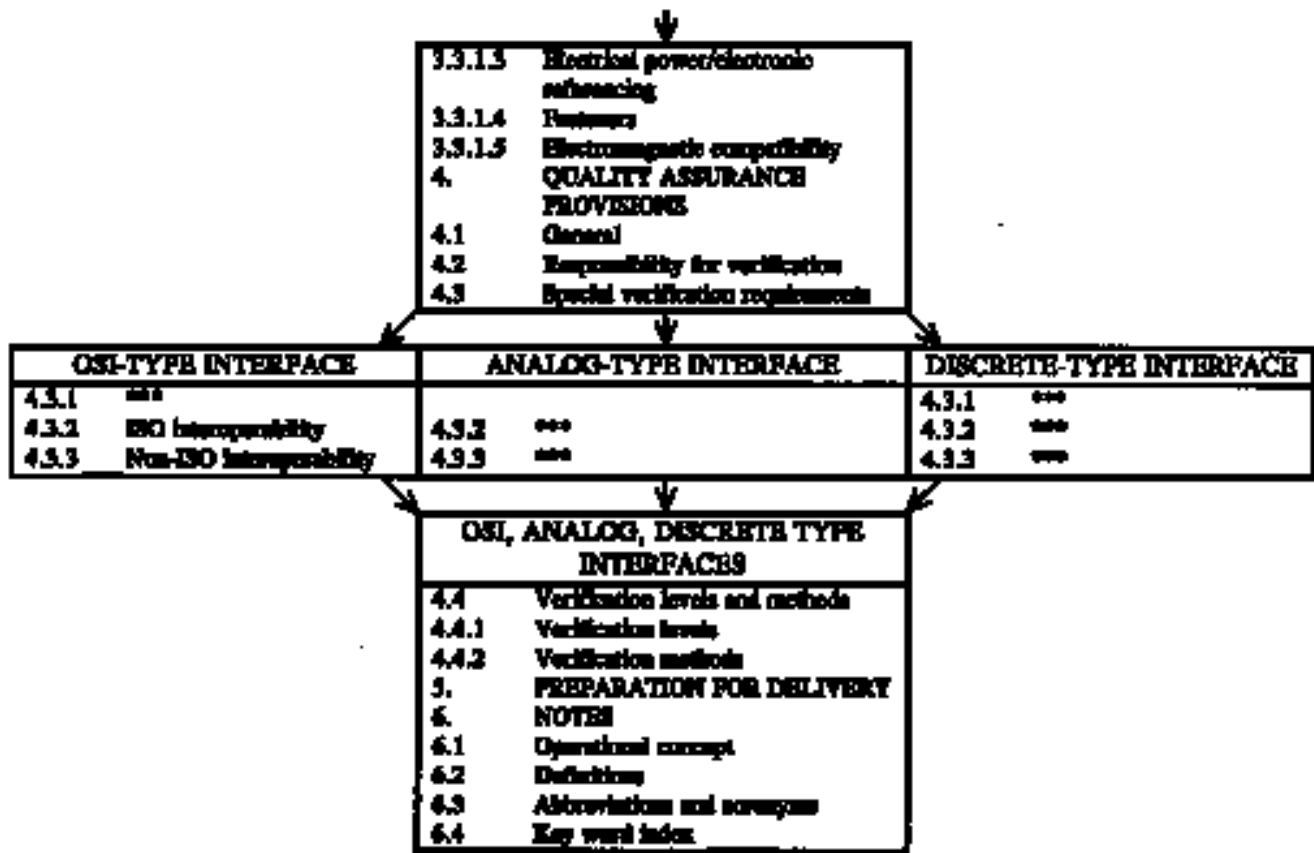 3.3.1.3 Electrical power/electronic
referencing
3.3.1.4 Fasteners
3.3.1.5 Electromagnetic compatibility
4. QUALITY ASSURANCE
PROVISIONS
4.1 General
4.2 Responsibility for verification
4.3 Special verification requirements
OSI-TYPE INTERFACE
4.3.1 ***
4.3.2 ISO interoperability
4.3.3 Non-ISO interoperability
ANALOG-TYPE INTERFACE
4.3.2 ***
4.3.3 ***
DISCRETE-TYPE INTERFACE
4.3.1 ***
4.3.2 ***
4.3.3 ***
OSI, ANALOG, DISCRETE TYPE
INTERFACES
4.4 Verification levels and methods
4.4.1 Verification levels
4.4.2 Verification methods
5. PREPARATION FOR DELIVERY
6. NOTES
6.1 Operational concept
6.2 Definitions
6.3 Abbreviations and acronyms
6.4 Key word index